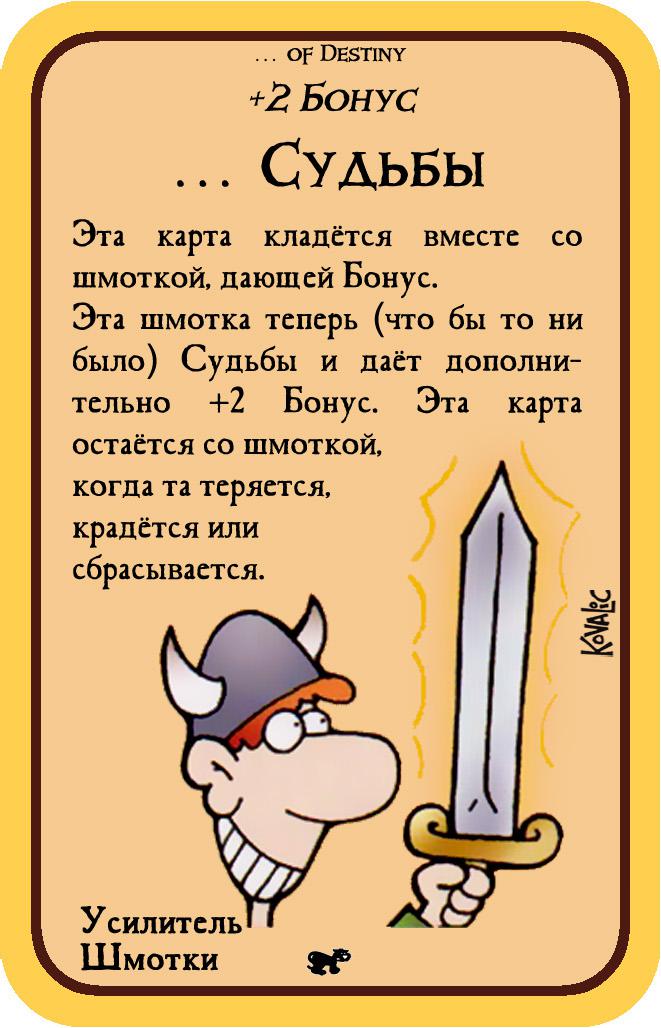 ... of Destiny
+2 Бонус
... Судьбы
Эта карта кладётся вместе со
шмоткой, дающей Бонус.
Эта шмотка теперь (что бы то ни
было) Судьбы и даёт дополни-
тельно +2 Бонус. Эта карта
остаётся со шмоткой,
когда та теряется,
крадётся или
сбрасывается.
Kovalic
Усилитель
Шмотки